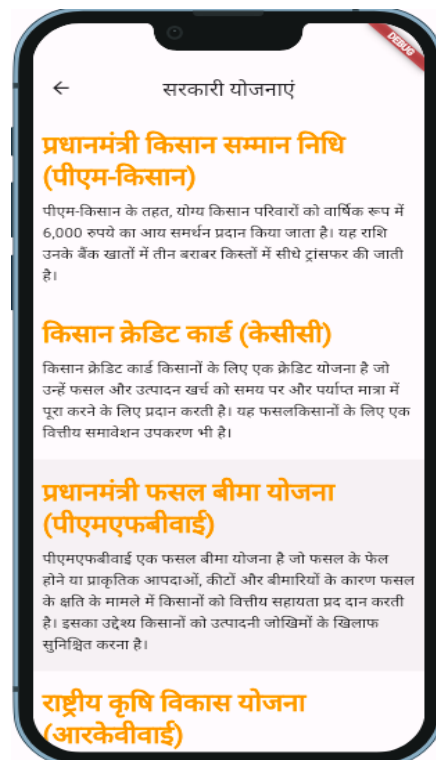 DEBUG
सरकारी योजनाएं
प्रधानमंत्री किसान सम्मान निधि
(पीएम-किसान)
पीएम-किसान के तहत, योग्य किसान परिवारों को वार्षिक रूप में
6,000 रुपये का आय समर्थन प्रदान किया जाता है। यह राशि
उनके बैंक खातों में तीन बराबर किस्तों में सीधे ट्रांसफर की जाती
है।
किसान क्रेडिट कार्ड (केसीसी)
किसान क्रेडिट कार्ड किसानों के लिए एक क्रेडिट योजना है जो
उन्हें फसल और उत्पादन खर्च को समय पर और पर्याप्त मात्रा में
पूरा करने के लिए प्रदान करती है। यह फसलकिसानों के लिए एक
वित्तीय समावेशन उपकरण भी है।
प्रधानमंत्री फसल बीमा योजना
(पीएमएफबीवाई)
पीएमएफबीवाई एक फसल बीमा योजना है जो फसल के फेल
होने या प्राकृतिक आपदाओं, कीटों और बीमारियों के कारण फसल
के क्षति के मामले में किसानों को वित्तीय सहायता प्रद दान करती
है। इसका उद्देश्य किसानों को उत्पादनी जोखिमों के खिलाफ
सुनिश्चित करना है।
राष्ट्रीय कृषि विकास योजना
(आरकेवीवाई)